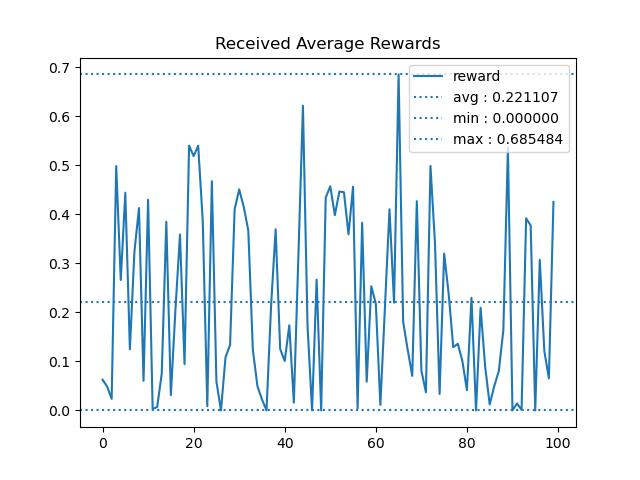 Received Average Rewards
reward
avg : 0.221107
min : 0.000000
max : 0.685484
0.7
0.6
0.5
0.4
0.3
0.2
0.1
0.0
0 20 40 60 80 100